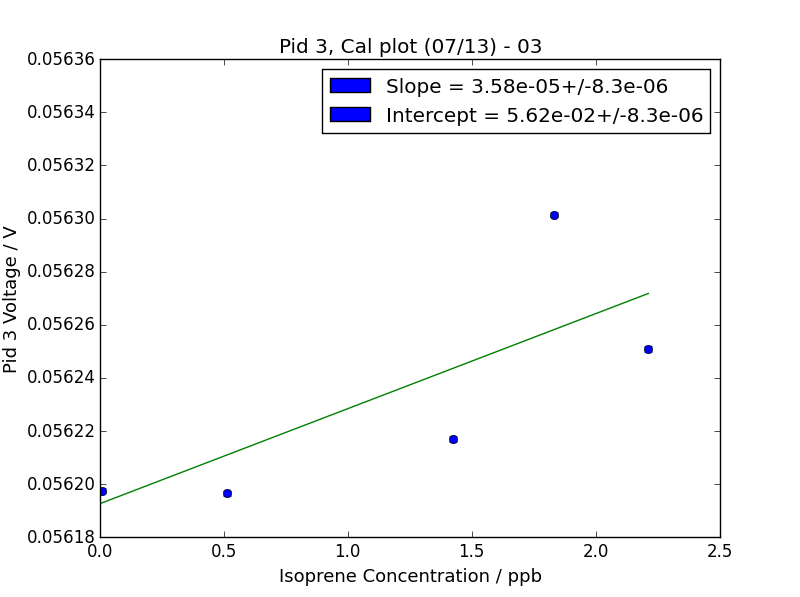 Pid 3, Cal plot (07/13) - 03
Slope = 3.58e-05+/-8.3e-06
Intercept = 5.62e-02+/-8.3e-06
Pid 3 Voltage / V
0.05636
0.05634
0.05632
0.05630
0.05628
0.05626
0.05624
0.05622
0.05620
0.05618
0.0 0.5 1.0 1.5 2.0 2.5
Isoprene Concentration / ppb